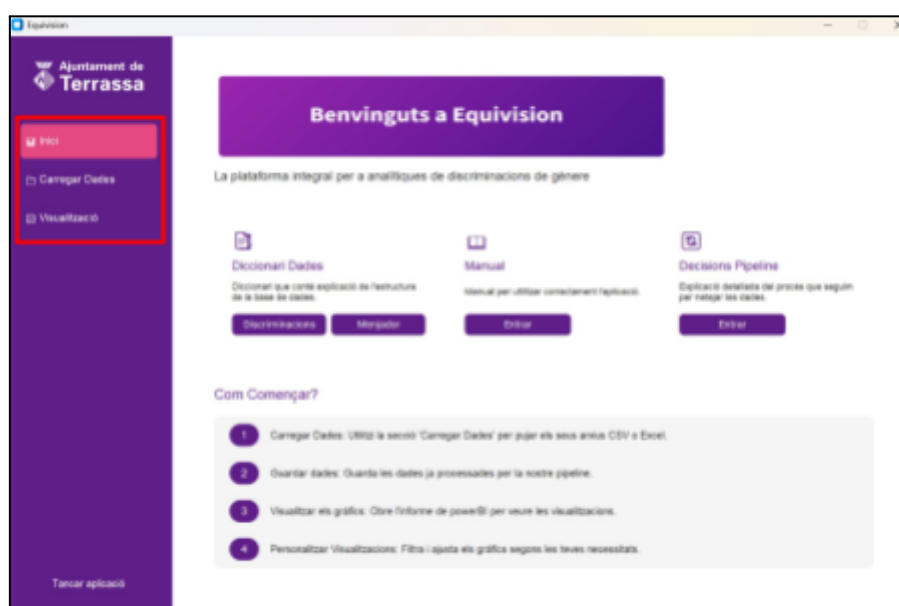 Equivision
Ajuntament de
Terrassa
Inici
Carregar Dades
Visualització
Tancar aplicació
Benvinguts a Equivision
La plataforma integral per a analítiques de discriminacions de gènere
Diccionari Dades
Diccionari que conté explicació de l'estructura
de la base de dades.
Discriminacions
Menjador
Manual
Manual per utilitzar correctament l'aplicació.
Entrar
Decisions Pipeline
Explicació detallada del procés que seguim
per netejar les dades.
Entrar
Com Començar?
1 Carregar Dades: Utilitzi la secció 'Carregar Dades' per pujar els seus arxius CSV o Excel.
2 Guardar dades: Guarda les dades ja processades per la nostre pipeline.
3 Visualitzar els gràfics: Obre l'informe de powerBI per veure les visualitzacions.
4 Personalitzar Visualitzacions: Filtra i ajusta els gràfics segons les teves necessitats.